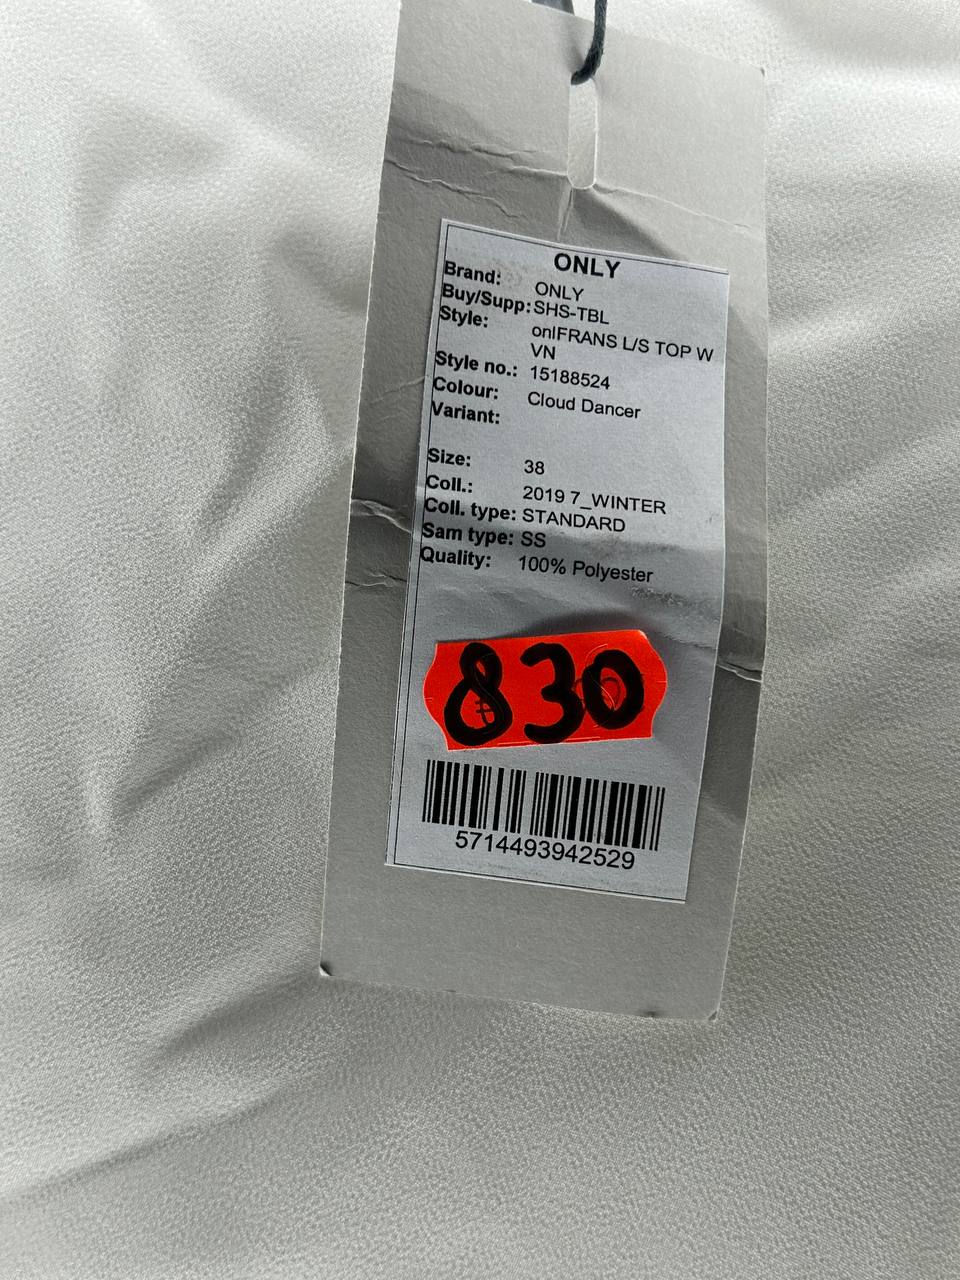 ONLY
Brand: ONLY
Buy/Supp: SHS-TBL
Style: onlFRANS L/S TOP W
VN
Style no.: 15188524
Colour: Cloud Dancer
Variant:
Size: 38
Coll.: 2019 7_WINTER
Coll. type: STANDARD
Sam type: SS
Quality: 100% Polyester
830
5714493942529